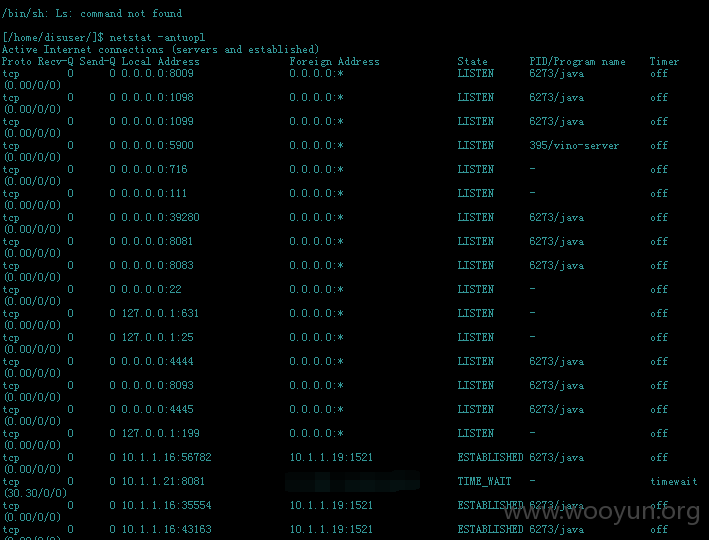 /bin/sh: Ls: command not found
[/home/disuser/]$ netstat -antuopl
Active Internet connections (servers and established)
Proto Recv-Q Send-Q Local Address Foreign Address State PID/Program name Timer
tcp 0 0 0.0.0.0:8009 0.0.0.0:* LISTEN 6273/java off
(0.00/0/0)
tcp 0 0 0.0.0.0:1098 0.0.0.0:* LISTEN 6273/java off
(0.00/0/0)
tcp 0 0 0.0.0.0:1099 0.0.0.0:* LISTEN 6273/java off
(0.00/0/0)
tcp 0 0 0.0.0.0:5900 0.0.0.0:* LISTEN 395/vino-server off
(0.00/0/0)
tcp 0 0 0.0.0.0:716 0.0.0.0:* LISTEN - off
(0.00/0/0)
tcp 0 0 0.0.0.0:111 0.0.0.0:* LISTEN - off
(0.00/0/0)
tcp 0 0 0.0.0.0:39280 0.0.0.0:* LISTEN 6273/java off
(0.00/0/0)
tcp 0 0 0.0.0.0:8081 0.0.0.0:* LISTEN 6273/java off
(0.00/0/0)
tcp 0 0 0.0.0.0:8083 0.0.0.0:* LISTEN 6273/java off
(0.00/0/0)
tcp 0 0 0.0.0.0:22 0.0.0.0:* LISTEN - off
(0.00/0/0)
tcp 0 0 127.0.0.1:631 0.0.0.0:* LISTEN - off
(0.00/0/0)
tcp 0 0 127.0.0.1:25 0.0.0.0:* LISTEN - off
(0.00/0/0)
tcp 0 0 0.0.0.0:4444 0.0.0.0:* LISTEN 6273/java off
(0.00/0/0)
tcp 0 0 0.0.0.0:8093 0.0.0.0:* LISTEN 6273/java off
(0.00/0/0)
tcp 0 0 0.0.0.0:4445 0.0.0.0:* LISTEN 6273/java off
(0.00/0/0)
tcp 0 0 127.0.0.1:199 0.0.0.0:* LISTEN - off
(0.00/0/0)
tcp 0 0 10.1.1.16:56782 10.1.1.19:1521 ESTABLISHED 6273/java off
(0.00/0/0)
tcp 0 0 10.1.1.21:8081 TIME_WAIT - timewait
(30.30/0/0)
tcp 0 0 10.1.1.16:35554 10.1.1.19:1521 ESTABLISHED 6273/java off
(0.00/0/0)
tcp 0 0 10.1.1.16:43163 10.1.1.19:1521 ESTABLISHED 6273/java off
(0.00/0/0)
www.wooyun.org